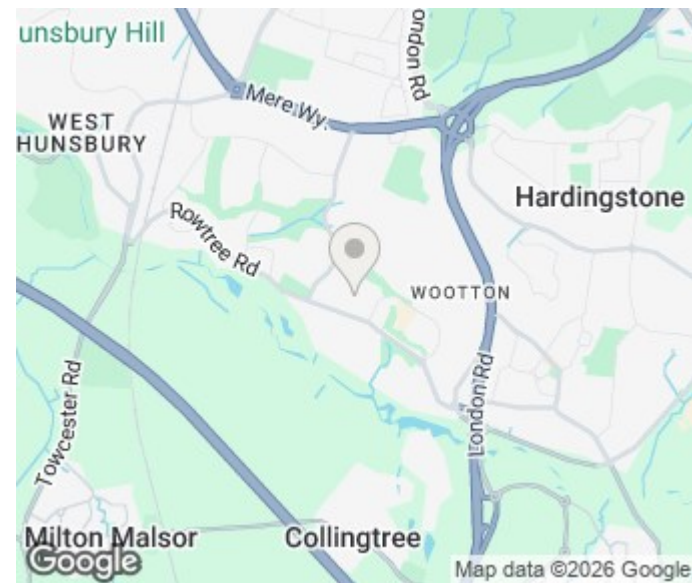 unsbury Hill
ondon Rd
Mere Wy.
WEST
HUNSBURY
Hardingstone
Rowtree Rd
WOOTTON
Towcester Rd
London Rd
Milton Malsor
Collingtree
Google
Map data ©2026 Google